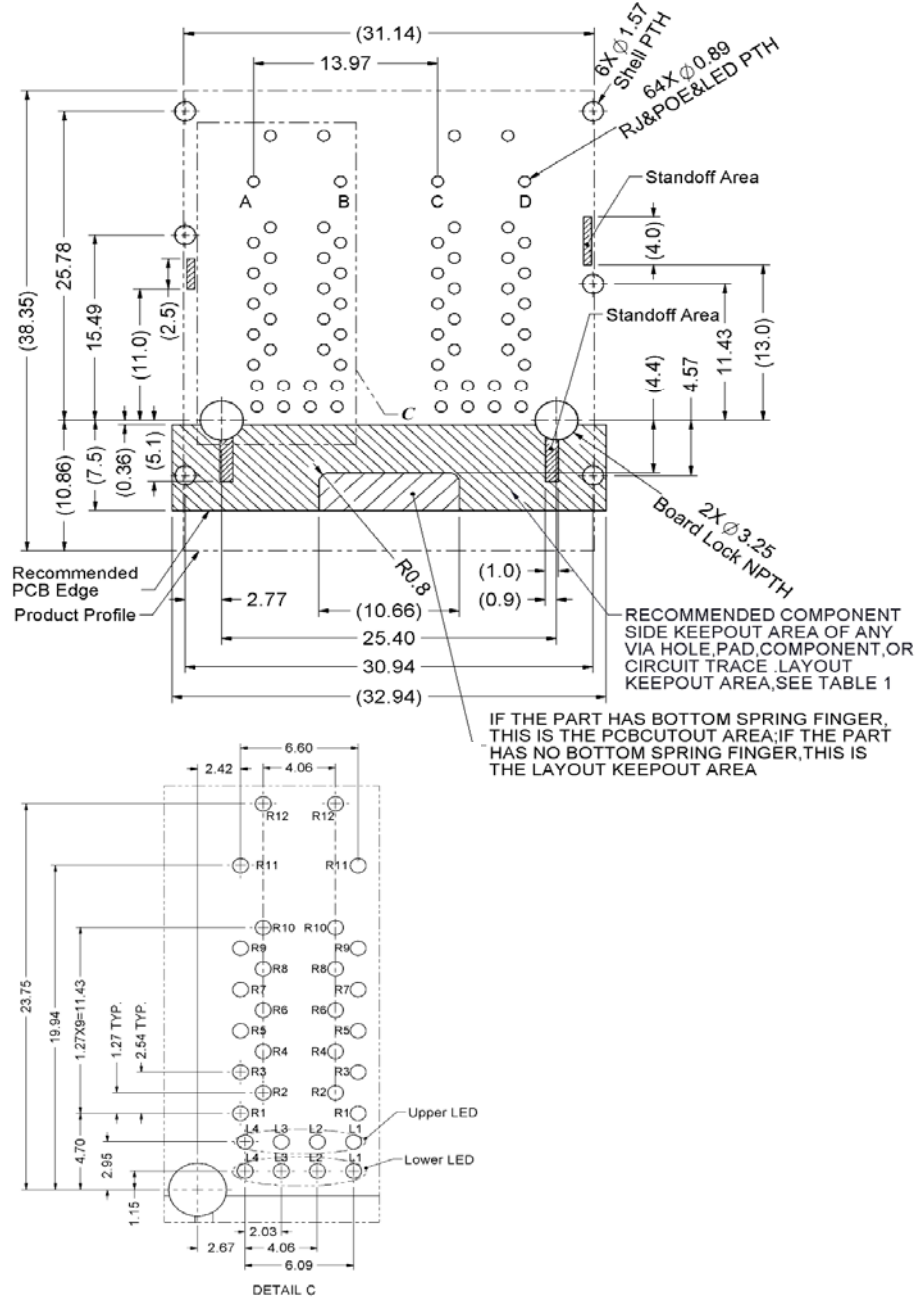 (31.14)
13.97
6X Ø 1.57
Shell PTH
64X Ø 0.89
RJ&POE&LED PTH
A
B
C
D
Standoff Area
(4.0)
(38.35)
25.78
15.49
(11.0)
(2.5)
Standoff Area
11.43
(13.0)
(4.4)
4.57
C
(10.86)
(7.5)
(0.36)
(5.1)
2X Ø 3.25
Board Lock NPTH
R0.8
(1.0)
(0.9)
Recommended
PCB Edge
Product Profile
2.77
(10.66)
25.40
30.94
(32.94)
RECOMMENDED COMPONENT
SIDE KEEPOUT AREA OF ANY
VIA HOLE,PAD,COMPONENT,OR
CIRCUIT TRACE .LAYOUT
KEEPOUT AREA,SEE TABLE 1
IF THE PART HAS BOTTOM SPRING FINGER,
THIS IS THE PCBCUTOUT AREA;IF THE PART
HAS NO BOTTOM SPRING FINGER,THIS IS
THE LAYOUT KEEPOUT AREA
6.60
2.42
4.06
R12 R12
R11 R11
R10 R10
R9 R9
R8 R8
R7 R7
R6 R6
R5 R5
R4 R4
R3 R3
R2 R2
R1 R1
L4 L3 L2 L1
Upper LED
L4 L3 L2 L1
Lower LED
23.75
19.94
1.27X9=11.43
1.27 TYP.
2.54 TYP.
4.70
2.95
1.15
2.03
2.67
4.06
6.09
DETAIL C